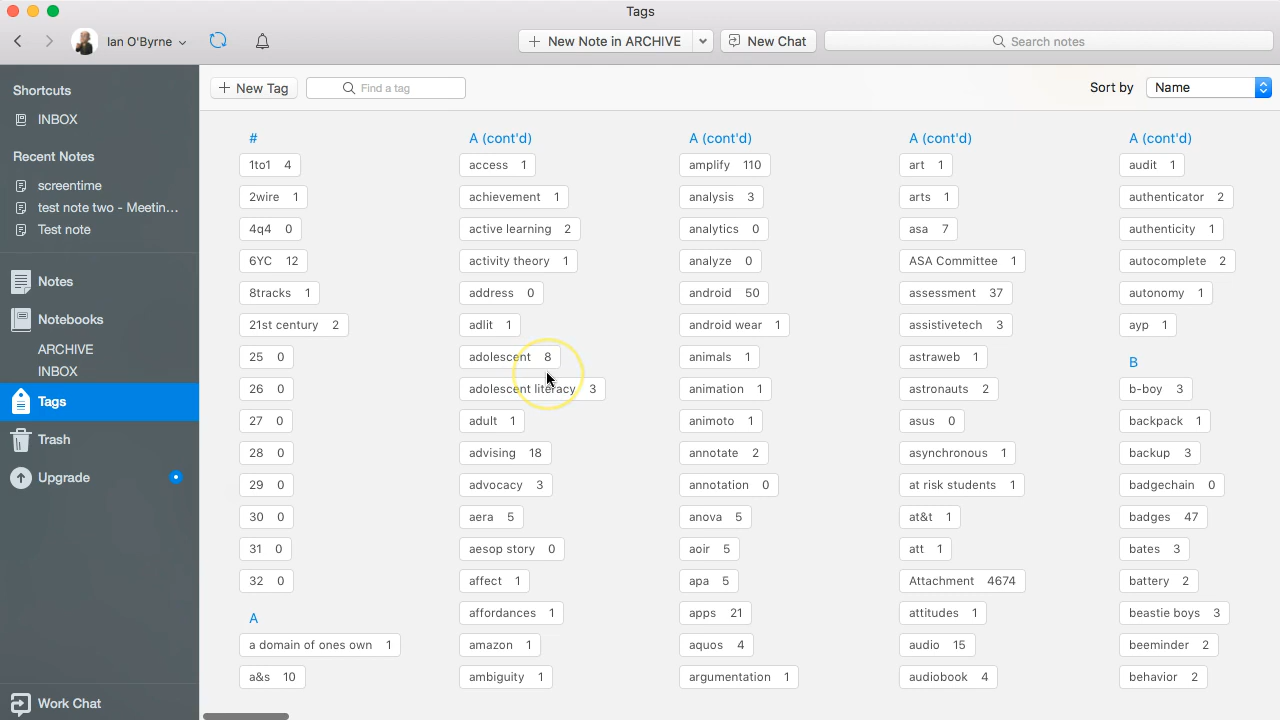 Tags
Ian O'Byrne
New Note in ARCHIVE
New Chat
Search notes
Shortcuts
INBOX
Recent Notes
screentime
test note two - Meetin...
Test note
Notes
Notebooks
ARCHIVE
INBOX
Tags
Trash
Upgrade
Work Chat
New Tag
Find a tag
Sort by
Name
#
1to1 4
2wire 1
4q4 0
6YC 12
8tracks 1
21st century 2
25 0
26 0
27 0
28 0
29 0
30 0
31 0
32 0
A
a domain of ones own 1
a&s 10
A (cont'd)
access 1
achievement 1
active learning 2
activity theory 1
address 0
adlit 1
adolescent 8
adolescent literacy 3
adult 1
advising 18
advocacy 3
aera 5
aesop story 0
affect 1
affordances 1
amazon 1
ambiguity 1
A (cont'd)
amplify 110
analysis 3
analytics 0
analyze 0
android 50
android wear 1
animals 1
animation 1
animoto 1
annotate 2
annotation 0
anova 5
aoir 5
apa 5
apps 21
aquos 4
argumentation 1
A (cont'd)
art 1
arts 1
asa 7
ASA Committee 1
assessment 37
assistivetech 3
astraweb 1
astronauts 2
asus 0
asynchronous 1
at risk students 1
at&t 1
att 1
Attachment 4674
attitudes 1
audio 15
audiobook 4
A (cont'd)
audit 1
authenticator 2
authenticity 1
autocomplete 2
autonomy 1
ayp 1
B
b-boy 3
backpack 1
backup 3
badgechain 0
badges 47
bates 3
battery 2
beastie boys 3
beeminder 2
behavior 2